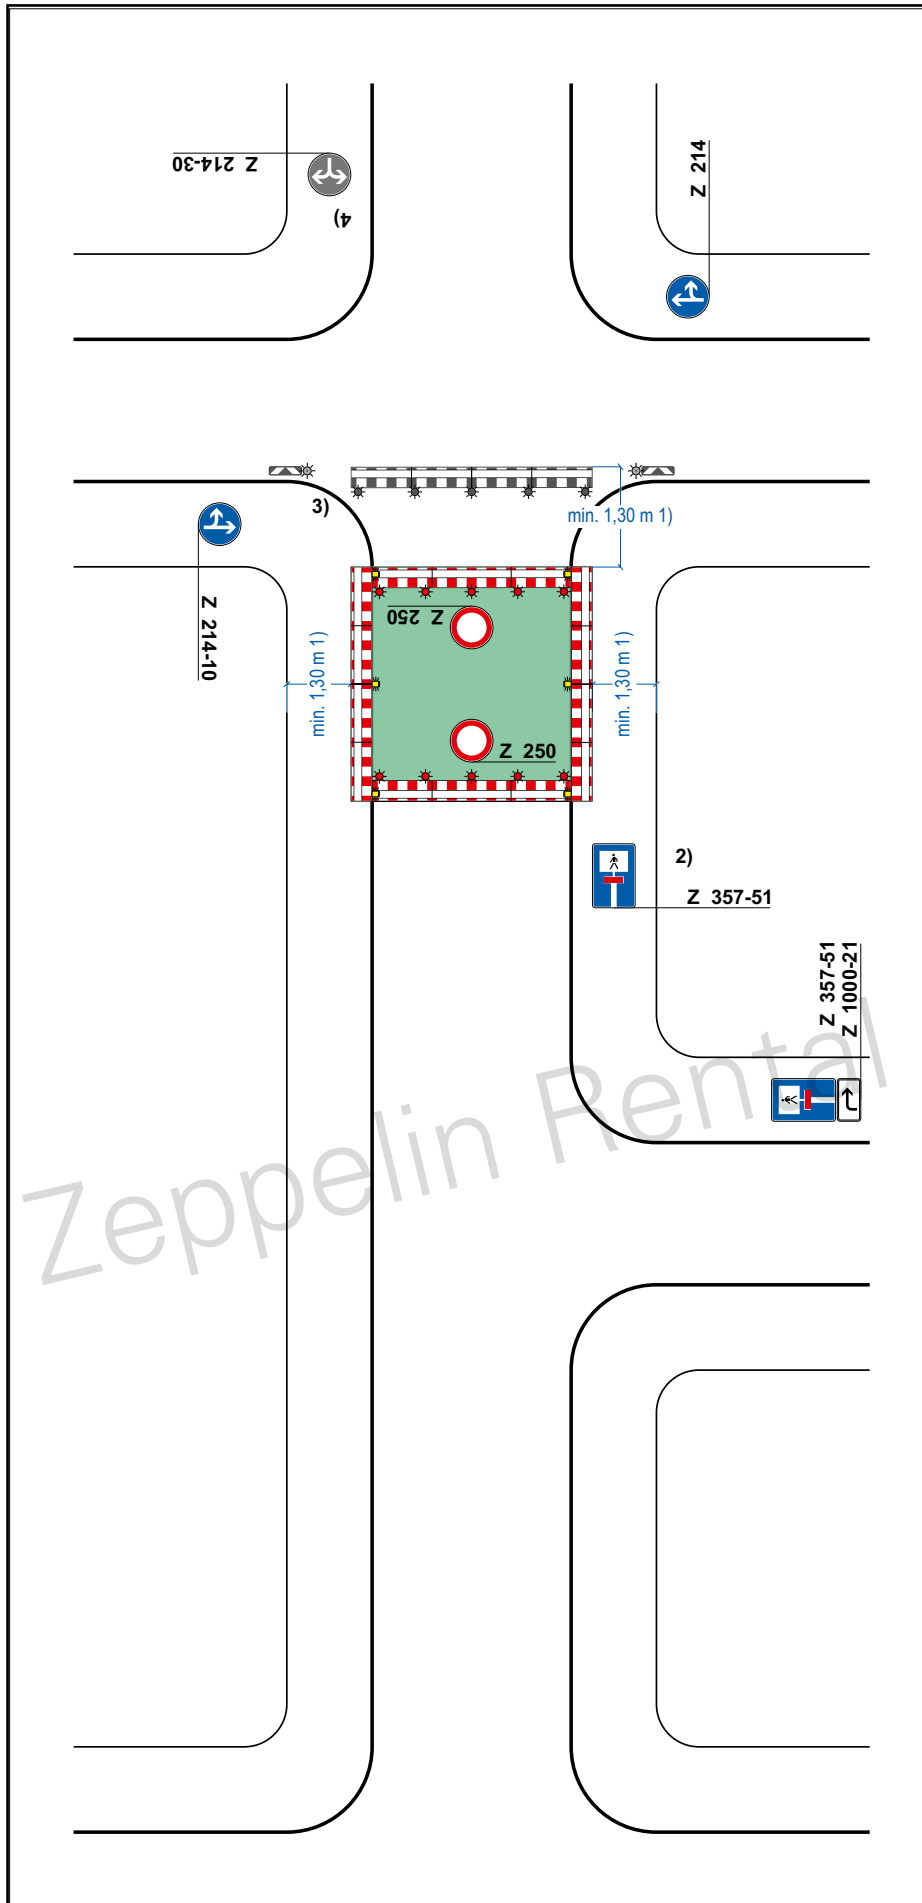 Z 214-30
4)
Z 214
3)
min. 1,30 m 1)
Z 214-10
Z 250
min. 1,30 m 1)
min. 1,30 m 1)
Z 250
2)
Z 357-51
Z 357-51
Z 1000-21
Zeppelin Rental